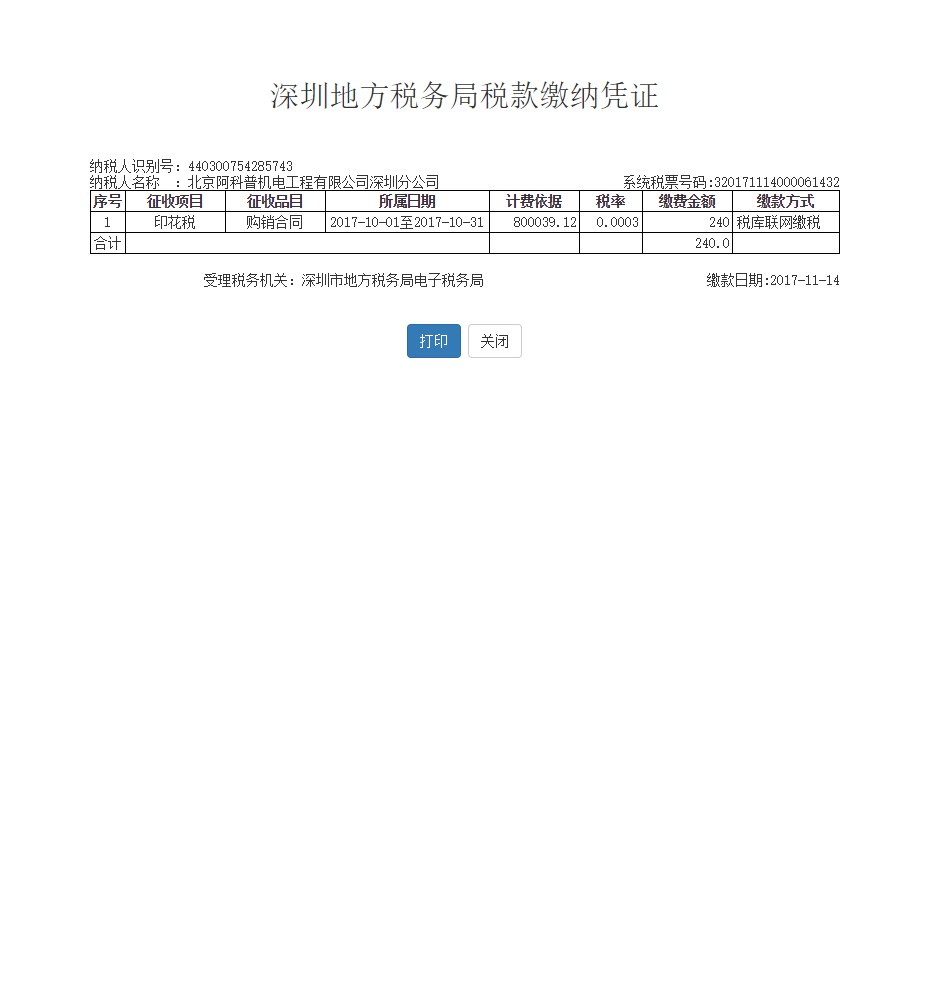 深圳地方税务局税款缴纳凭证
纳税人识别号：440300754285743
纳税人名称 ：北京阿科普机电工程有限公司深圳分公司 系统税票号码:320171114000061432
序号 征收项目 征收品目 所属日期 计费依据 税率 缴费金额 缴款方式
1 印花税 购销合同 2017-10-01至2017-10-31 800039.12 0.0003 240 税库联网缴税
合计 240.0
受理税务机关：深圳市地方税务局电子税务局 缴款日期:2017-11-14
打印 关闭